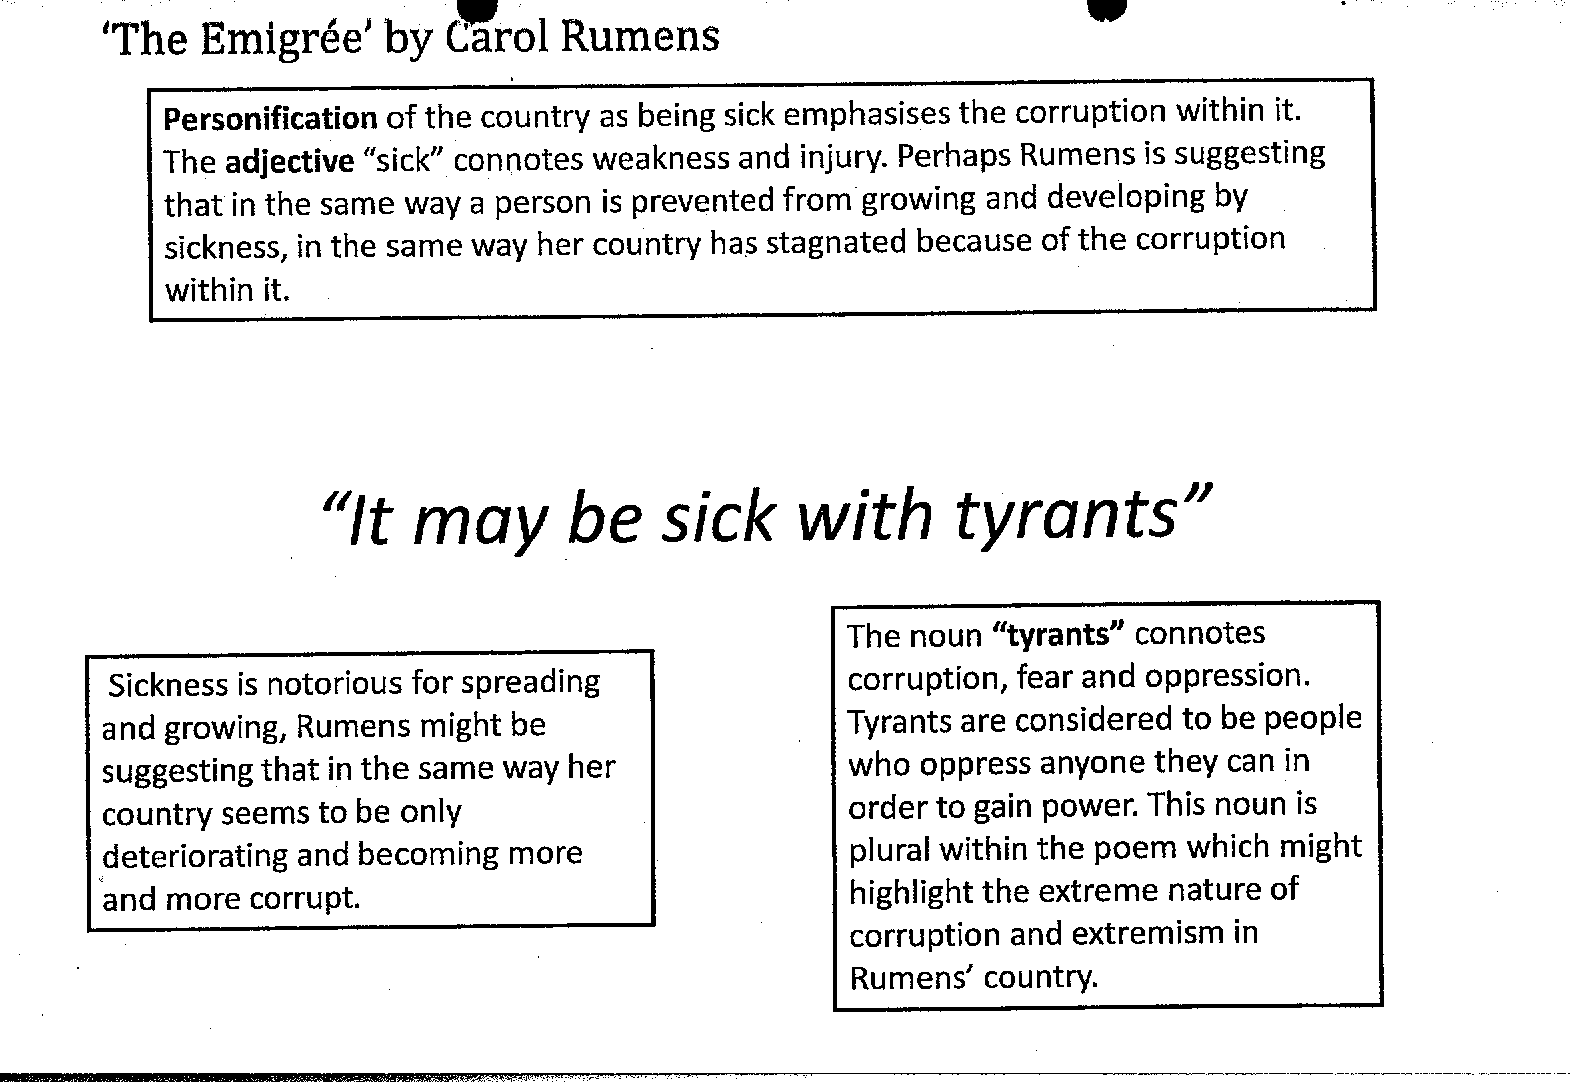 ‘The Emigrée’ by Carol Rumens
Personification of the country as being sick emphasises the corruption within it.
The adjective “sick” connotes weakness and injury. Perhaps Rumens is suggesting
that in the same way a person is prevented from growing and developing by
sickness, in the same way her country has stagnated because of the corruption
within it.
“It may be sick with tyrants”
Sickness is notorious for spreading
and growing, Rumens might be
suggesting that in the same way her
country seems to be only
deteriorating and becoming more
and more corrupt.
The noun “tyrants” connotes
corruption, fear and oppression.
Tyrants are considered to be people
who oppress anyone they can in
order to gain power. This noun is
plural within the poem which might
highlight the extreme nature of
corruption and extremism in
Rumens’ country.